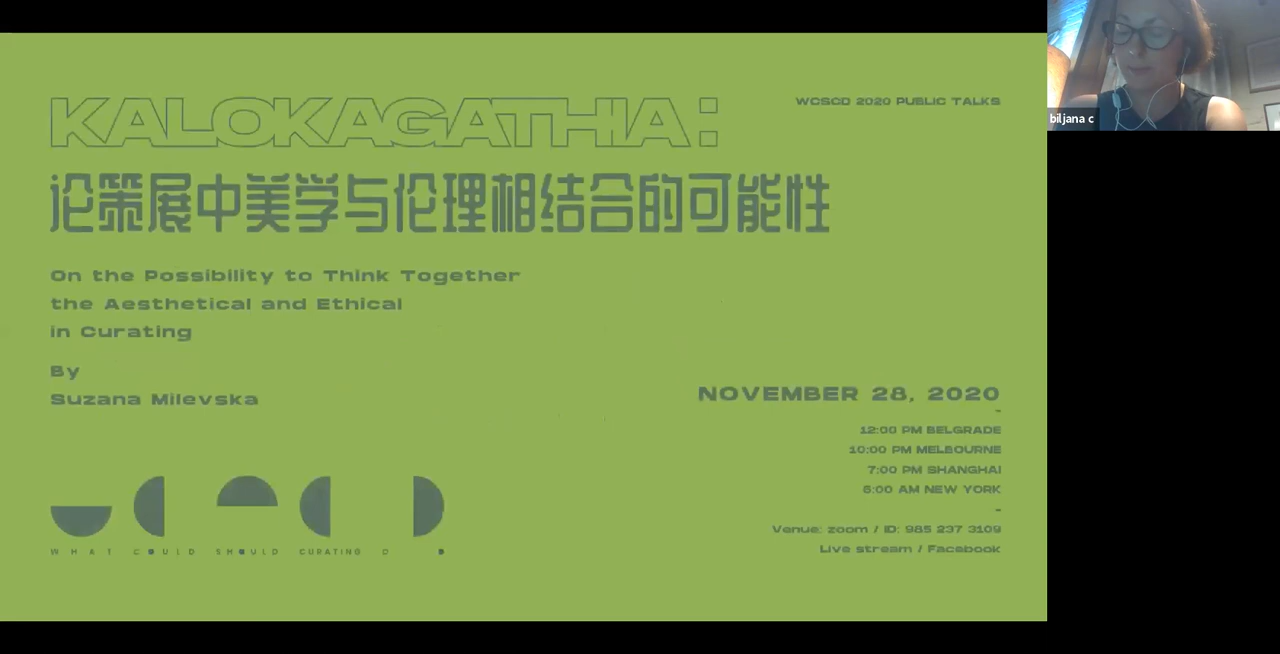 KALOKAGATHIA:
WCSCD 2020 PUBLIC TALKS
论策展中美学与伦理相结合的可能性
On the Possibility to Think Together
the Aesthetical and Ethical
in Curating
By
Suzana Milevska
NOVEMBER 28, 2020
-
12:00 PM BELGRADE
10:00 PM MELBOURNE
7:00 PM SHANGHAI
6:00 AM NEW YORK
-
Venue: zoom / ID: 985 237 3109
Live stream / Facebook
WHAT COULD SHOULD CURATING D O
biljana c